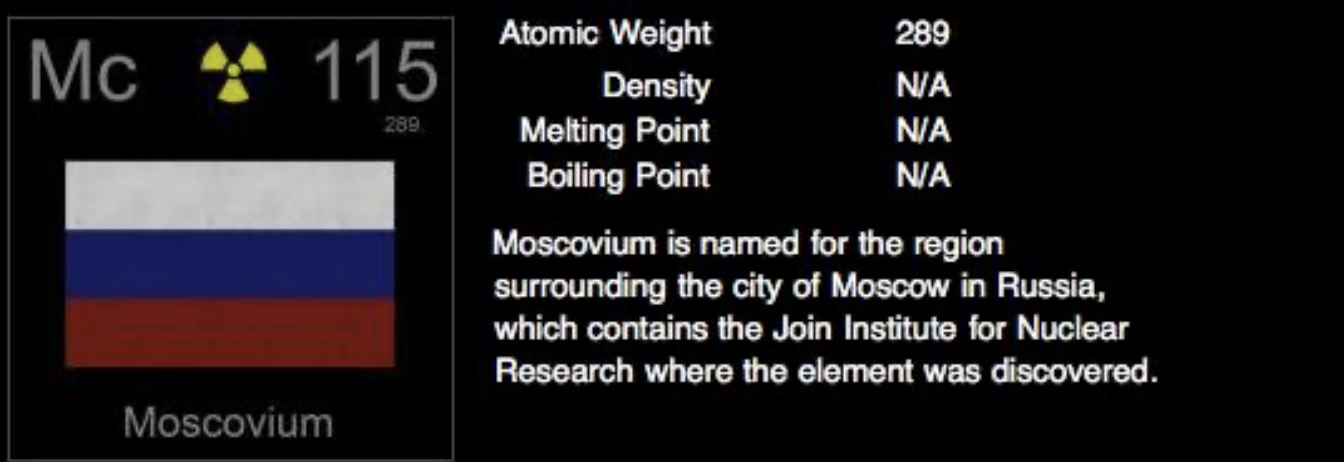 Mc 115
289.
Moscovium
Atomic Weight 289
Density N/A
Melting Point N/A
Boiling Point N/A
Moscovium is named for the region
surrounding the city of Moscow in Russia,
which contains the Join Institute for Nuclear
Research where the element was discovered.